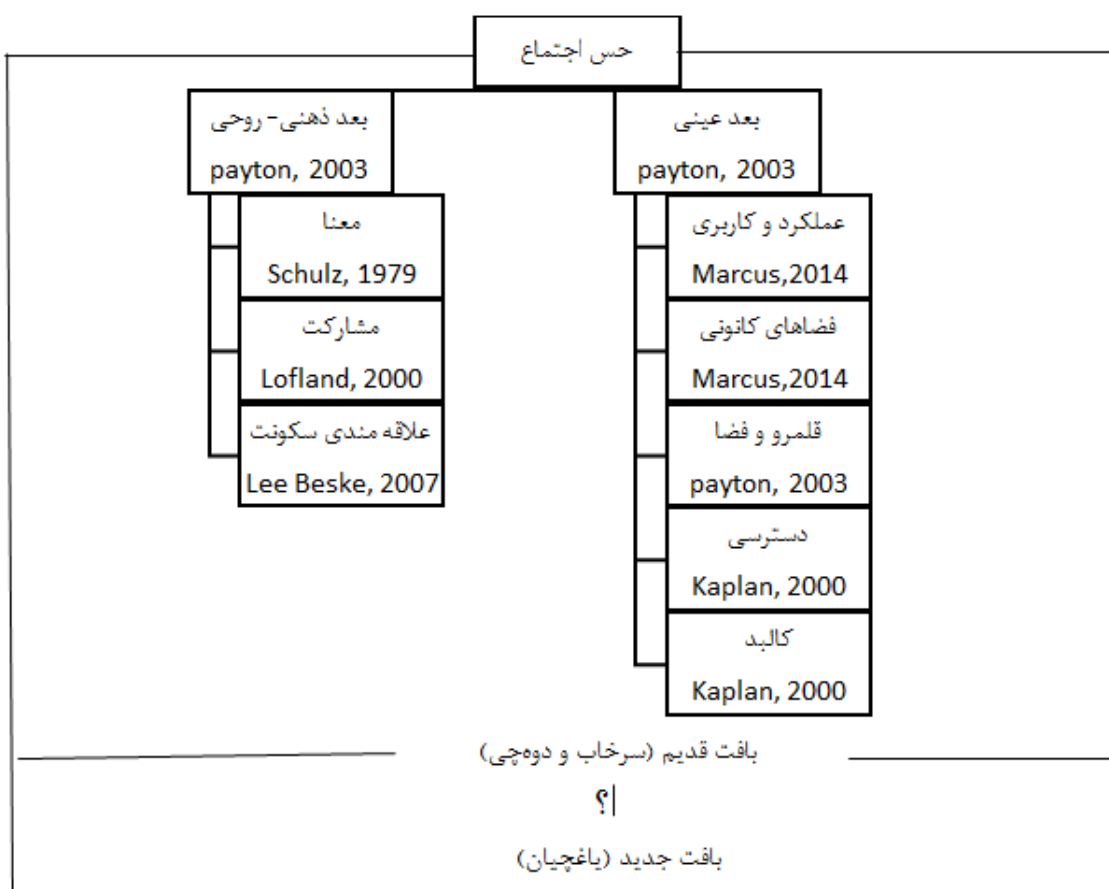 حس اجتماع
بعد عینی
payton, 2003
عملکرد و کاربری
Marcus,2014
فضاهای کانونی
Marcus,2014
قلمرو و فضا
payton, 2003
دسترسی
Kaplan, 2000
کالبد
Kaplan, 2000
بعد ذهنی- روحی
payton, 2003
معنا
Schulz, 1979
مشارکت
Lofland, 2000
علاقه مندی سکونت
Lee Beske, 2007
بافت قدیم (سرخاب و دوه‌چی)
؟
بافت جدید (یاغچیان)